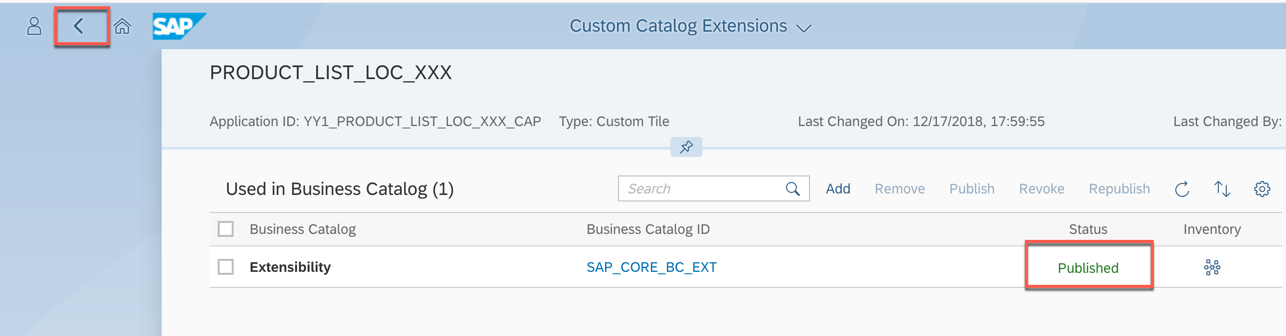 SAP Custom Catalog Extensions
PRODUCT_LIST_LOC_XXX
Application ID: YY1_PRODUCT_LIST_LOC_XXX_CAP Type: Custom Tile Last Changed On: 12/17/2018, 17:59:55 Last Changed By:
Used in Business Catalog (1) Search Add Remove Publish Revoke Republish
Business Catalog Business Catalog ID Status Inventory
Extensibility SAP_CORE_BC_EXT Published